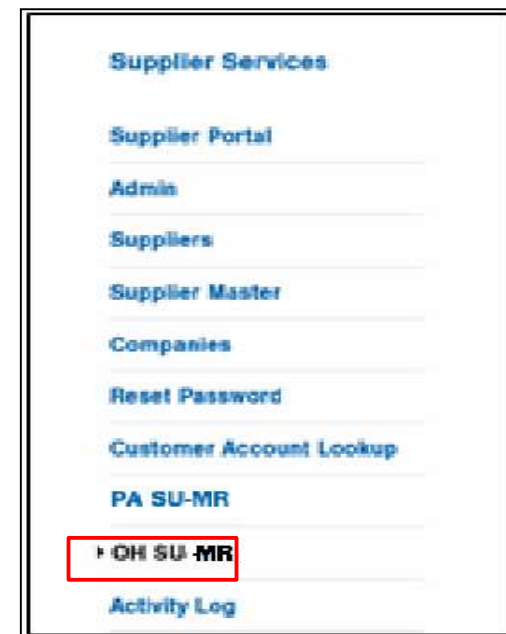 Supplier Services
Supplier Portal
Admin
Suppliers
Supplier Master
Companies
Reset Password
Customer Account Lookup
PA SU-MR
OH SU-MR
Activity Log